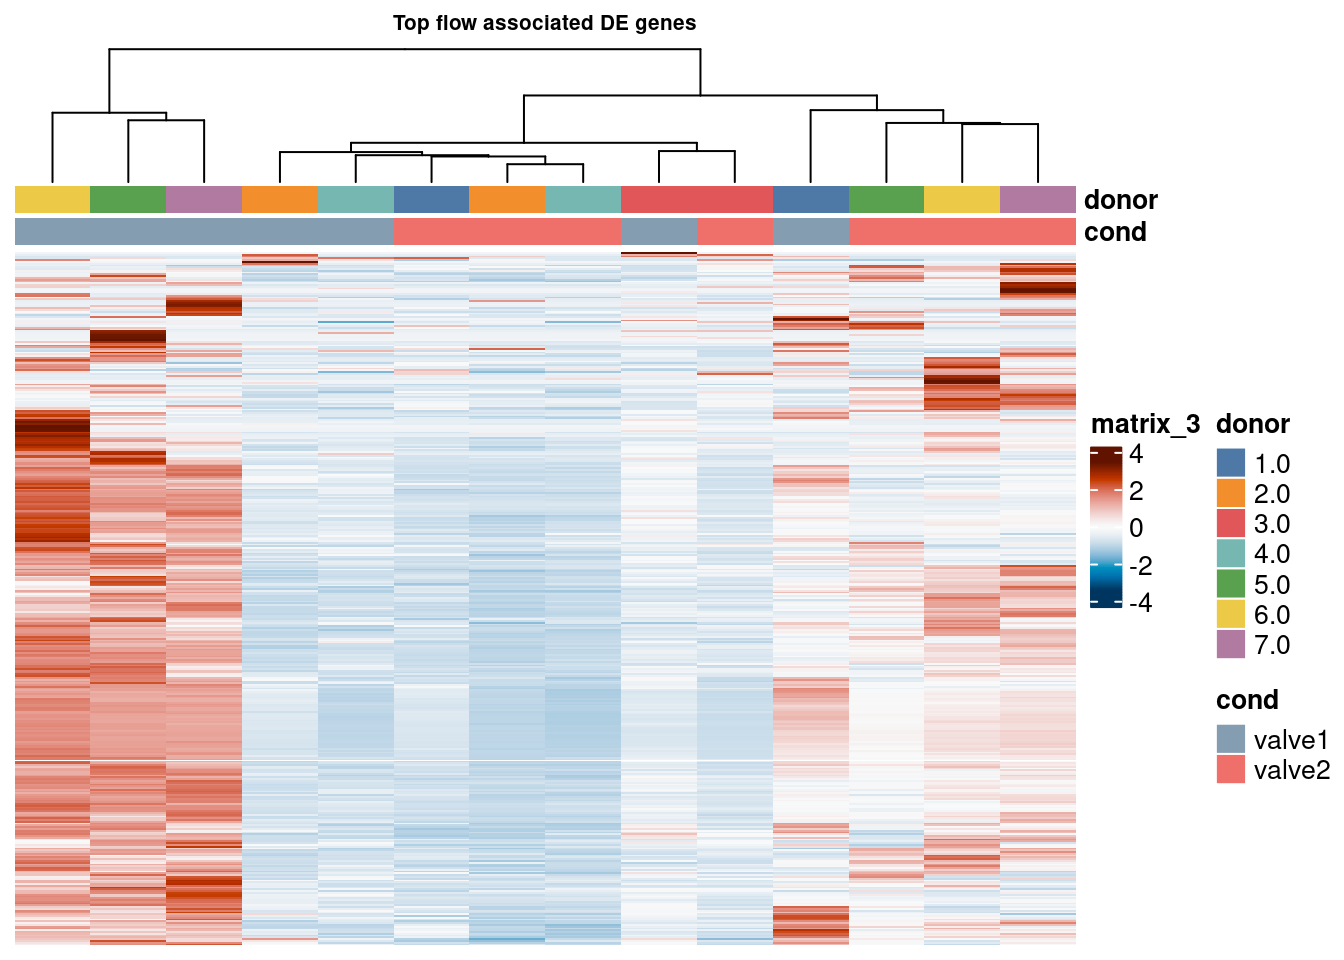 Top flow associated DE genes
donor
cond
matrix_3
4
2
0
-2
-4
donor
1.0
2.0
3.0
4.0
5.0
6.0
7.0
cond
valve1
valve2